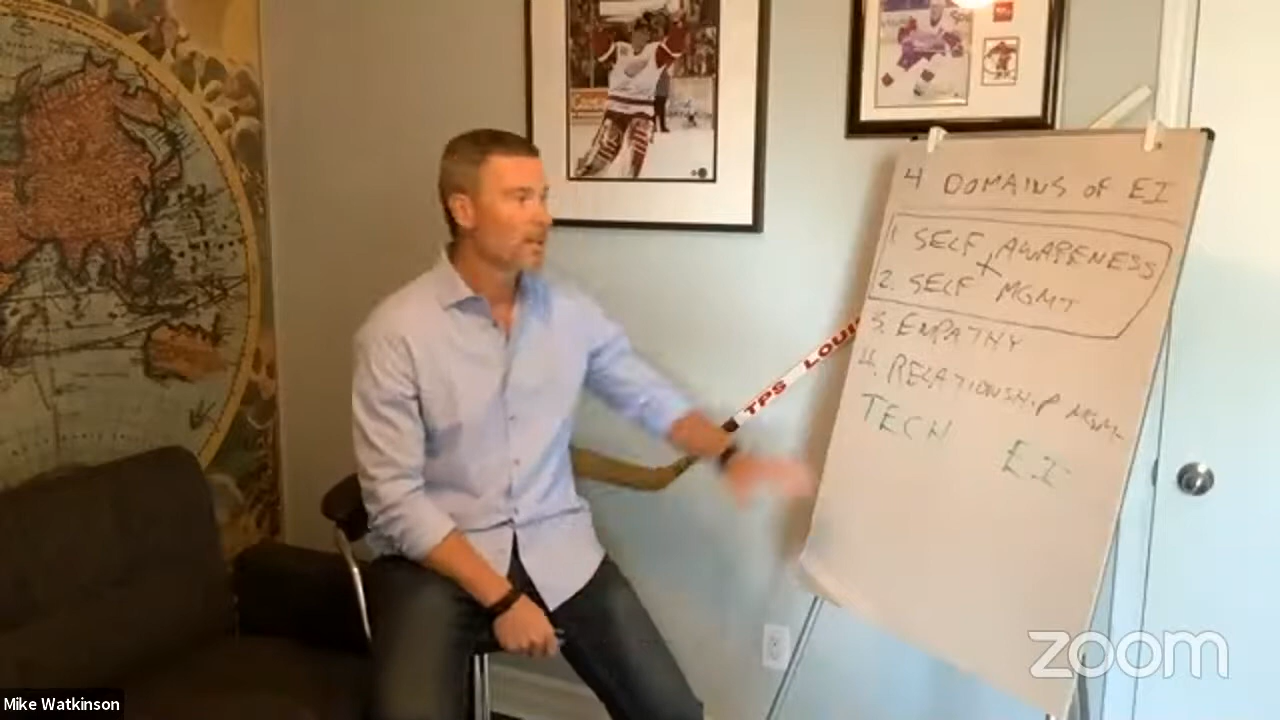 4 DOMAINS OF EI
1. SELF AWARENESS
+
2. SELF MGMT
3. EMPATHY
4. RELATIONSHIP MGMT
TECH EI
TPS LOUI
zoom
Mike Watkinson